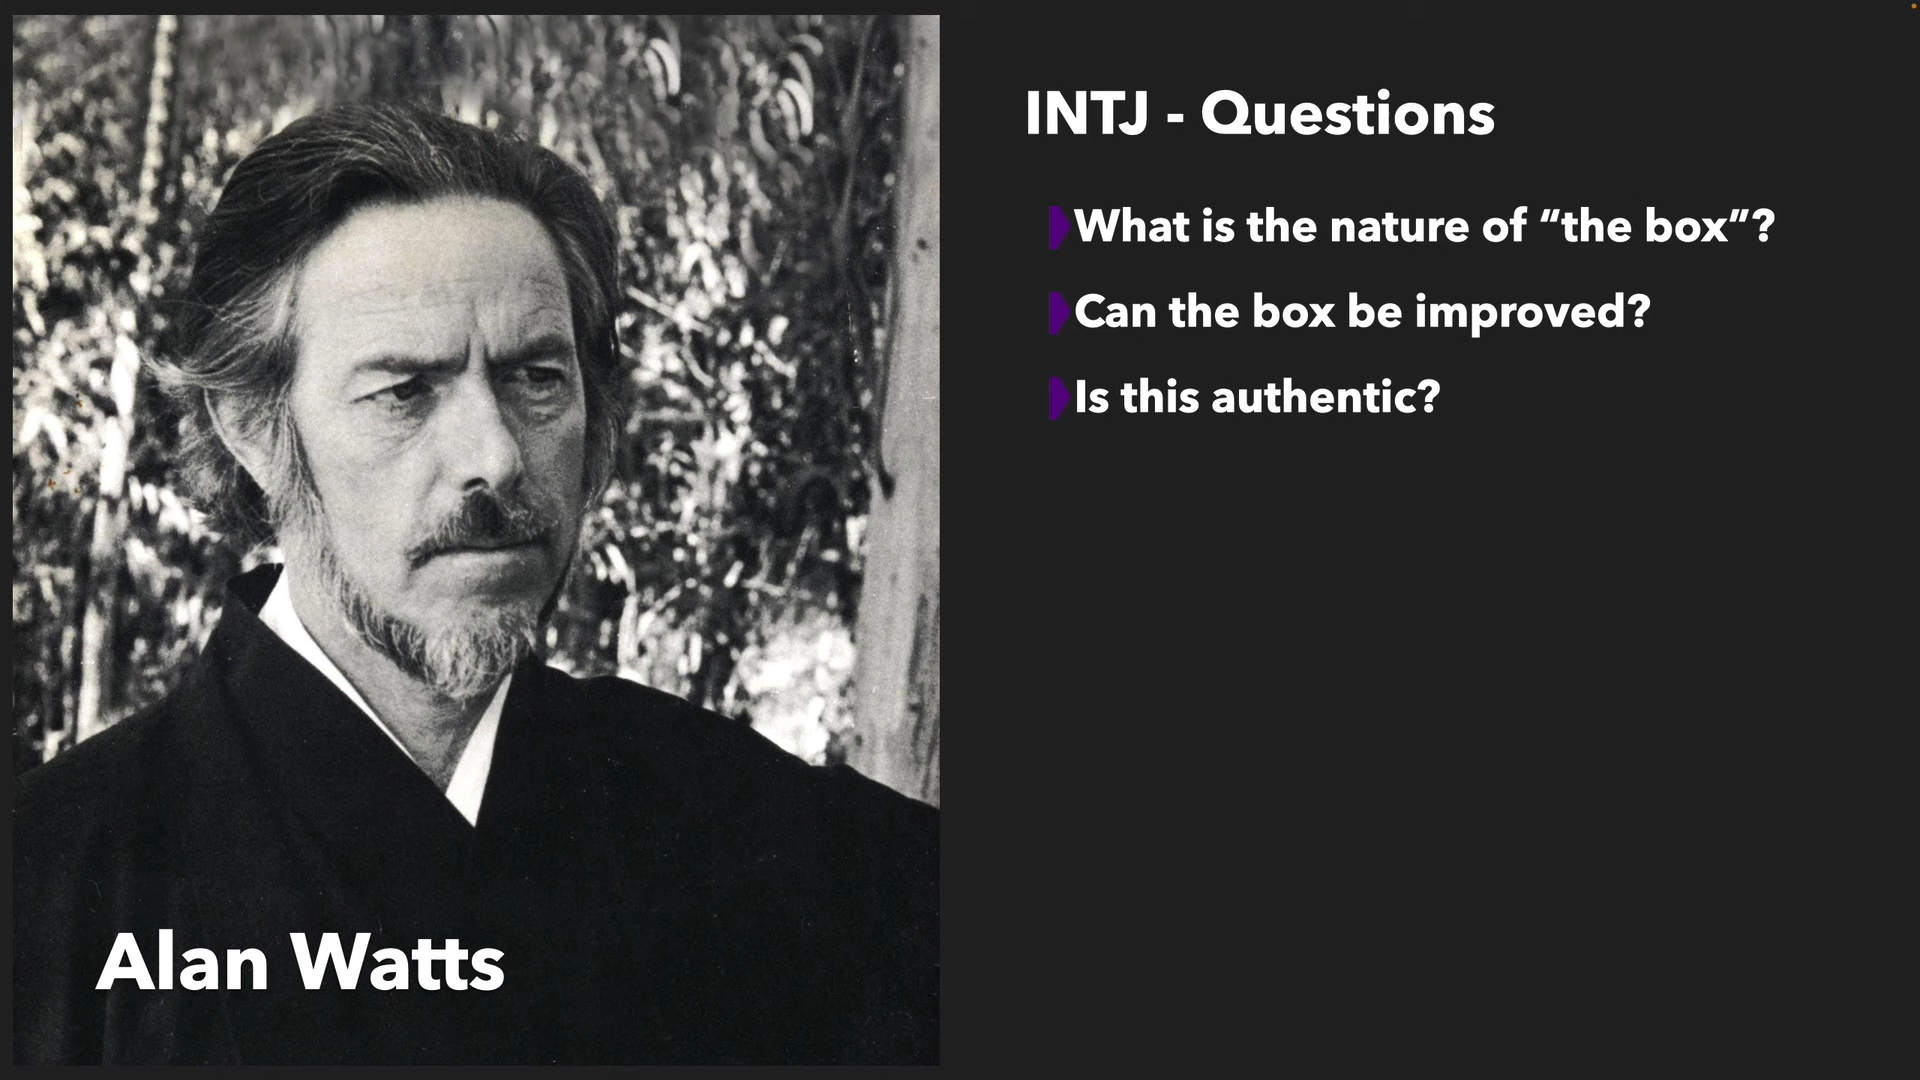 INTJ - Questions
What is the nature of “the box”?
Can the box be improved?
Is this authentic?
Alan Watts